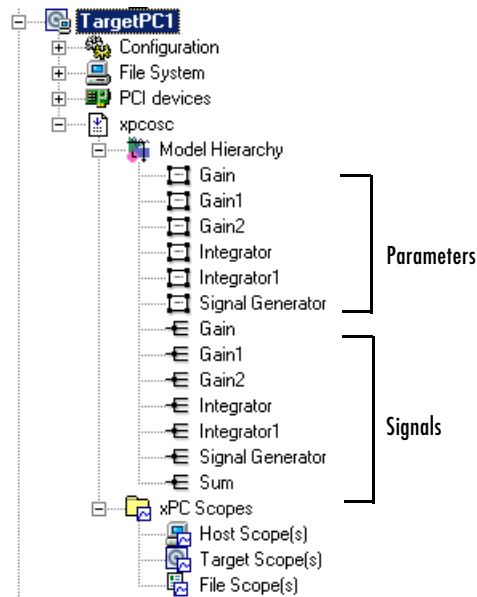 TargetPC1
Configuration
File System
PCI devices
xpcosc
Model Hierarchy
Gain
Gain1
Gain2
Integrator
Integrator1
Signal Generator
Parameters
Gain
Gain1
Gain2
Integrator
Integrator1
Signal Generator
Sum
Signals
xPC Scopes
Host Scope(s)
Target Scope(s)
File Scope(s)